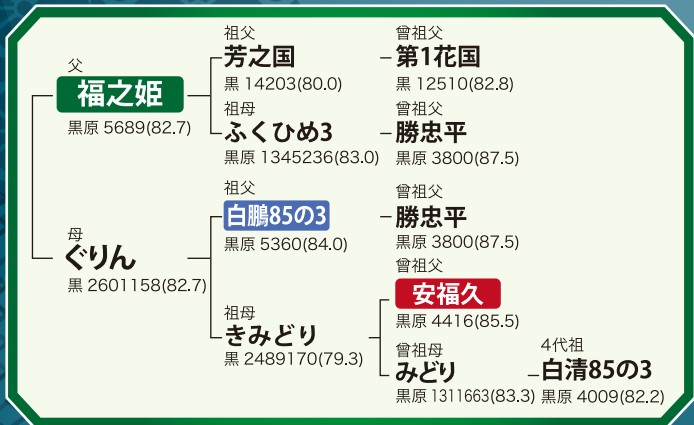 父
福之姫
黒原 5689(82.7)
祖父
芳之国
黒 14203(80.0)
曾祖父
第1花国
黒 12510(82.8)
祖母
ふくひめ3
黒原 1345236(83.0)
曾祖父
勝忠平
黒原 3800(87.5)
母
ぐりん
黒 2601158(82.7)
祖父
白鵬85の3
黒原 5360(84.0)
曾祖父
勝忠平
黒原 3800(87.5)
祖母
きみどり
黒 2489170(79.3)
曾祖父
安福久
黒原 4416(85.5)
曾祖母
みどり
黒原 1311663(83.3)
4代祖
白清85の3
黒原 4009(82.2)